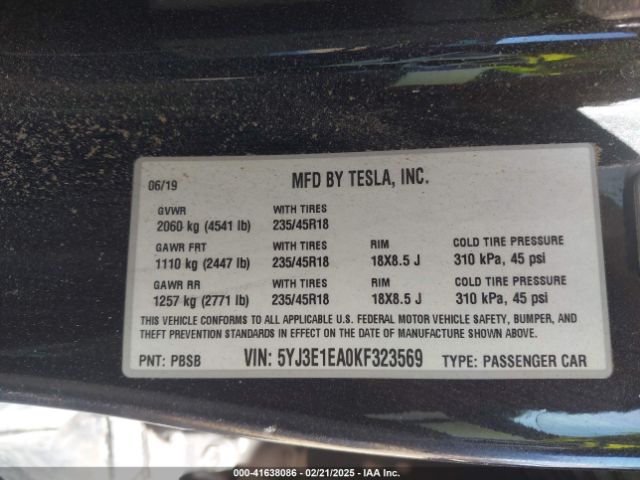 06/19 MFD BY TESLA, INC.
GVWR WITH TIRES
2060 kg (4541 lb) 235/45R18
GAWR FRT WITH TIRES RIM COLD TIRE PRESSURE
1110 kg (2447 lb) 235/45R18 18X8.5 J 310 kPa, 45 psi
GAWR RR WITH TIRES RIM COLD TIRE PRESSURE
1257 kg (2771 lb) 235/45R18 18X8.5 J 310 kPa, 45 psi
THIS VEHICLE CONFORMS TO ALL APPLICABLE U.S. FEDERAL MOTOR VEHICLE SAFETY, BUMPER, AND
THEFT PREVENTION STANDARDS IN EFFECT ON THE DATE OF MANUFACTURE SHOWN ABOVE.
PNT: PBSB VIN: 5YJ3E1EA0KF323569 TYPE: PASSENGER CAR
000-41638086 - 02/21/2025 - IAA Inc.